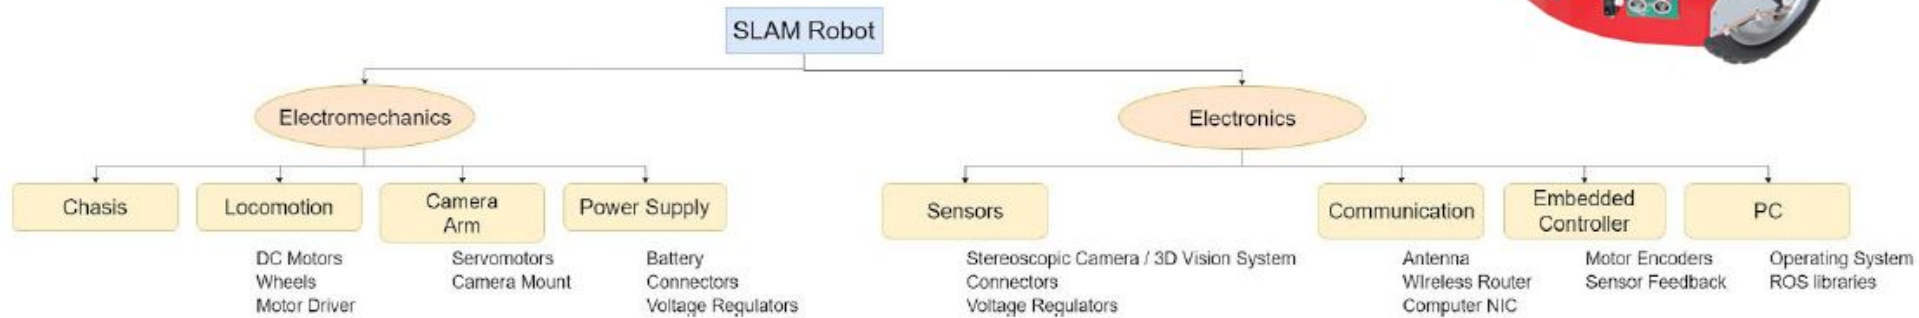 SLAM Robot
Electromechanics
Electronics
Chasis
Locomotion
Camera
Arm
Power Supply
Sensors
Communication
Embedded
Controller
PC
DC Motors
Wheels
Motor Driver
Servomotors
Camera Mount
Battery
Connectors
Voltage Regulators
Stereoscopic Camera / 3D Vision System
Connectors
Voltage Regulators
Antenna
WIreless Router
Computer NIC
Motor Encoders
Sensor Feedback
Operating System
ROS libraries